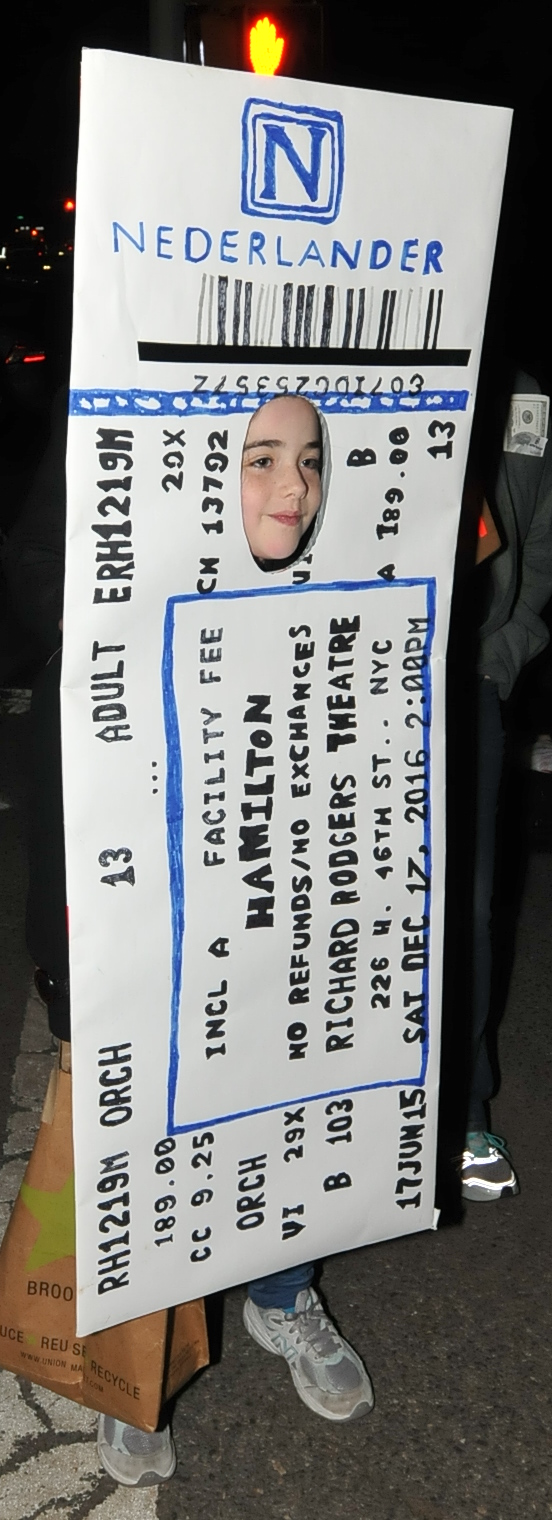 N
NEDERLANDER
RH1219M ORCH 13 ADULT ERH1219M
189.00 ... 29X
CC 9.25 INCL A FACILITY FEE CN 13792
ORCH HAMILTON
VI 29X NO REFUNDS/NO EXCHANGES
B 103 RICHARD RODGERS THEATRE B
226 W. 46TH ST.. NYC A 189.00
17JUN15 SAT DEC 17, 2016 2:00PM 13
BROO
UCE REUSE RECYCLE